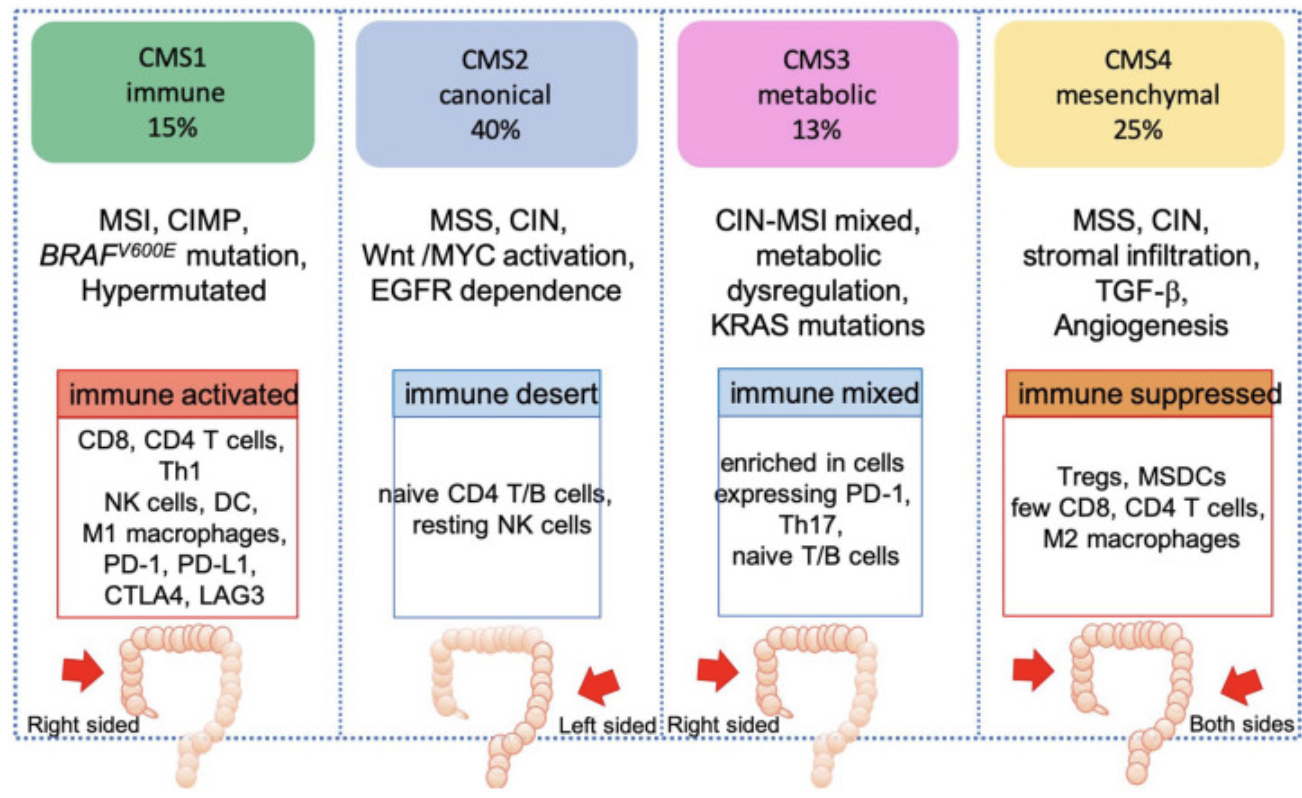 CMS1
immune
15%
MSI, CIMP,
BRAFV600E mutation,
Hypermutated
immune activated
CD8, CD4 T cells,
Th1
NK cells, DC,
M1 macrophages,
PD-1, PD-L1,
CTLA4, LAG3
Right sided
CMS2
canonical
40%
MSS, CIN,
Wnt /MYC activation,
EGFR dependence
immune desert
naive CD4 T/B cells,
resting NK cells
Left sided
CMS3
metabolic
13%
CIN-MSI mixed,
metabolic
dysregulation,
KRAS mutations
immune mixed
enriched in cells
expressing PD-1,
Th17,
naive T/B cells
Right sided
CMS4
mesenchymal
25%
MSS, CIN,
stromal infiltration,
TGF-β,
Angiogenesis
immune suppressed
Tregs, MSDCs
few CD8, CD4 T cells,
M2 macrophages
Both sides